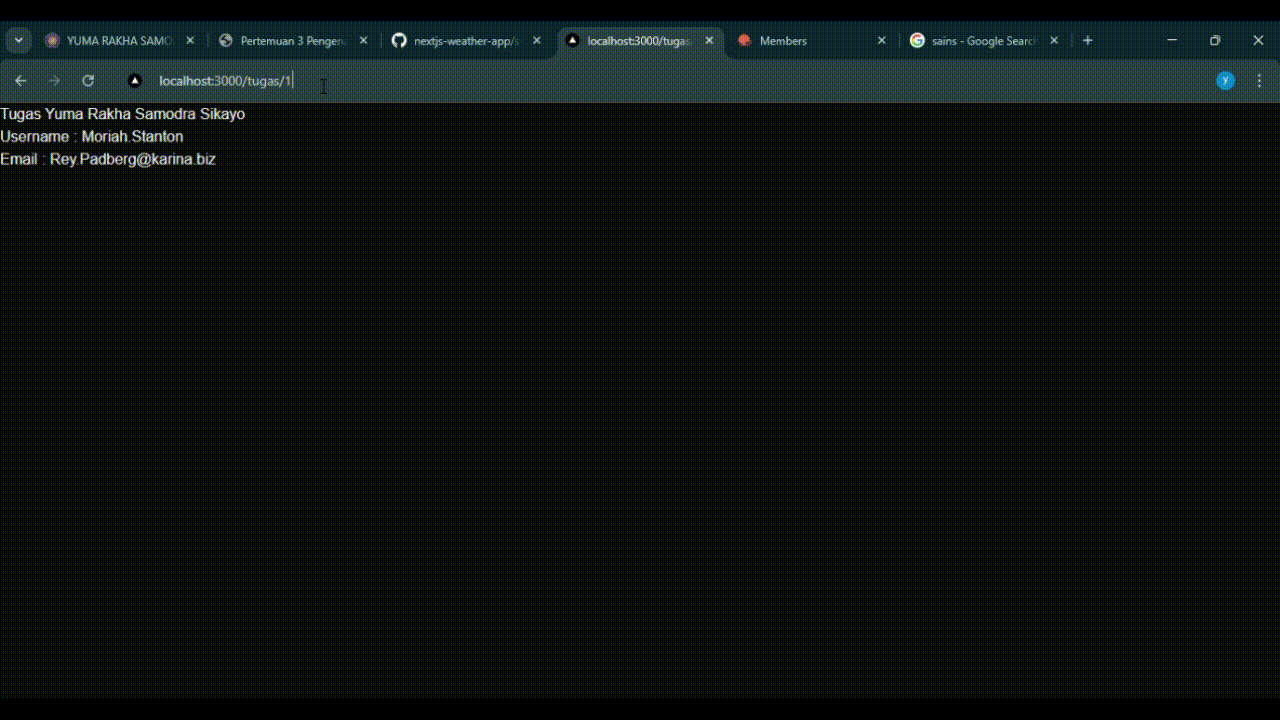 YUMA RAKHA SAMO
Pertemuan 3 Pengen
nextjs-weather-app/s
localhost:3000/tugas
Members
sains - Google Search
localhost:3000/tugas/1
y
Tugas Yuma Rakha Samodra Sikayo
Username : Moriah.Stanton
Email : Rey.Padberg@karina.biz